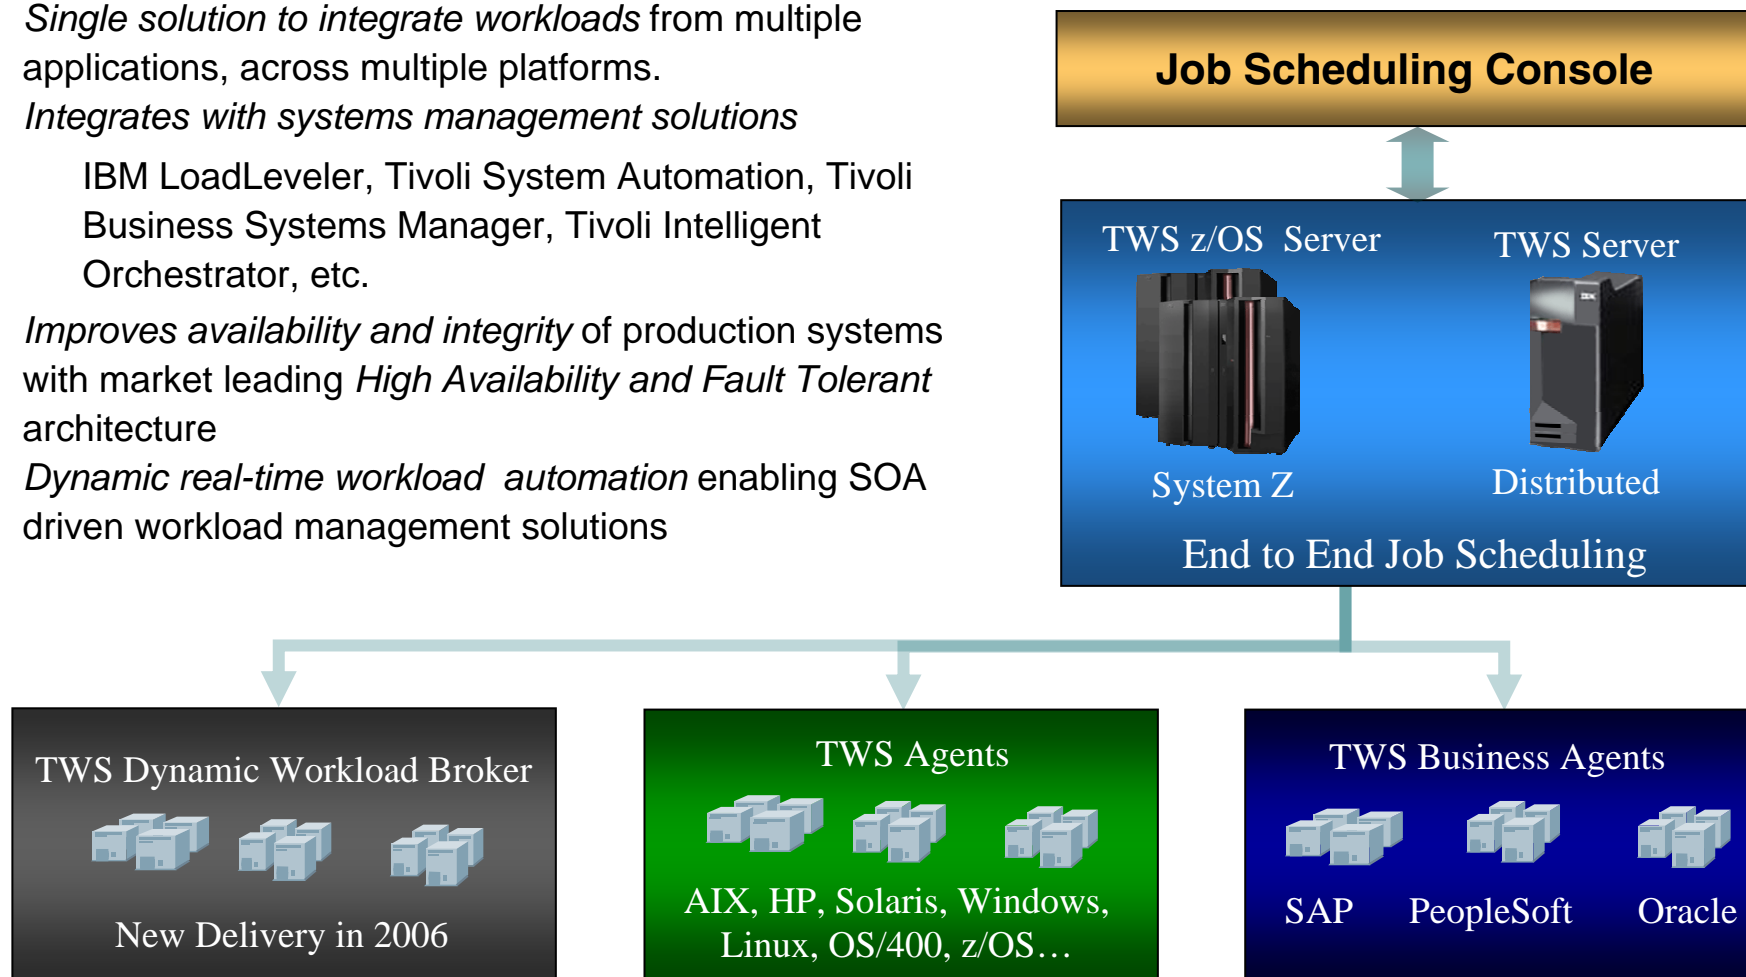 Single solution to integrate workloads from multiple
applications, across multiple platforms.
Integrates with systems management solutions
IBM LoadLeveler, Tivoli System Automation, Tivoli
Business Systems Manager, Tivoli Intelligent
Orchestrator, etc.
Improves availability and integrity of production systems
with market leading High Availability and Fault Tolerant
architecture
Dynamic real-time workload automation enabling SOA
driven workload management solutions
Job Scheduling Console
TWS z/OS Server
TWS Server
System Z
Distributed
End to End Job Scheduling
TWS Dynamic Workload Broker
New Delivery in 2006
TWS Agents
AIX, HP, Solaris, Windows,
Linux, OS/400, z/OS…
TWS Business Agents
SAP
PeopleSoft
Oracle